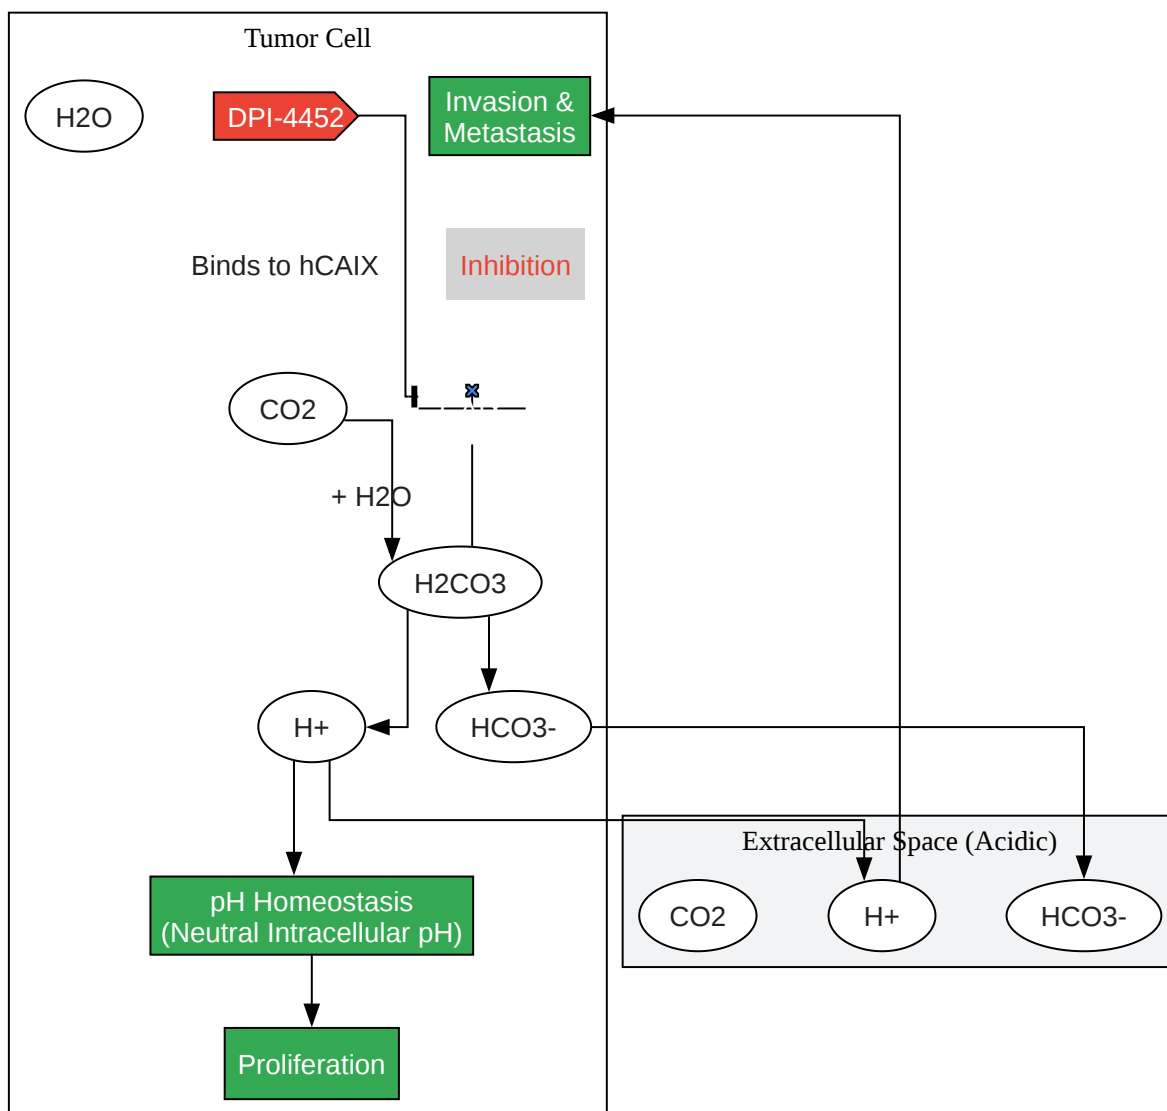 Tumor Cell
H2O
DPI-4452
Invasion &
Metastasis
Binds to hCAIX
Inhibition
CO2
+ H2O
H2CO3
H+
HCO3-
Extracellular Space (Acidic)
CO2
H+
HCO3-
pH Homeostasis
(Neutral Intracellular pH)
Proliferation